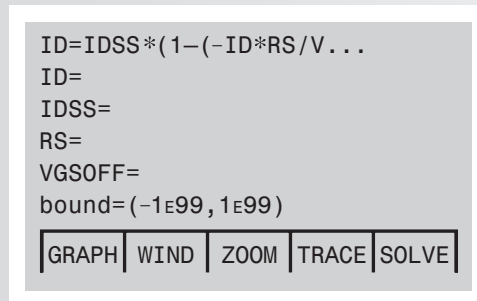 ID=IDSS*(1–(-ID*RS/V...
ID=
IDSS=
RS=
VGSOFF=
bound=(-1E99,1E99)
GRAPH WIND ZOOM TRACE SOLVE